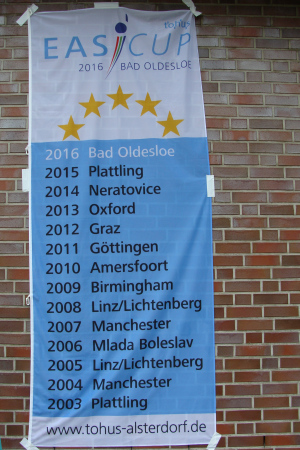 tohus
EASI CUP
2016 BAD OLDESLOE
2016 Bad Oldesloe
2015 Plattling
2014 Neratovice
2013 Oxford
2012 Graz
2011 Göttingen
2010 Amersfoort
2009 Birmingham
2008 Linz/Lichtenberg
2007 Manchester
2006 Mlada Boleslav
2005 Linz/Lichtenberg
2004 Manchester
2003 Plattling
www.tohus-alsterdorf.de